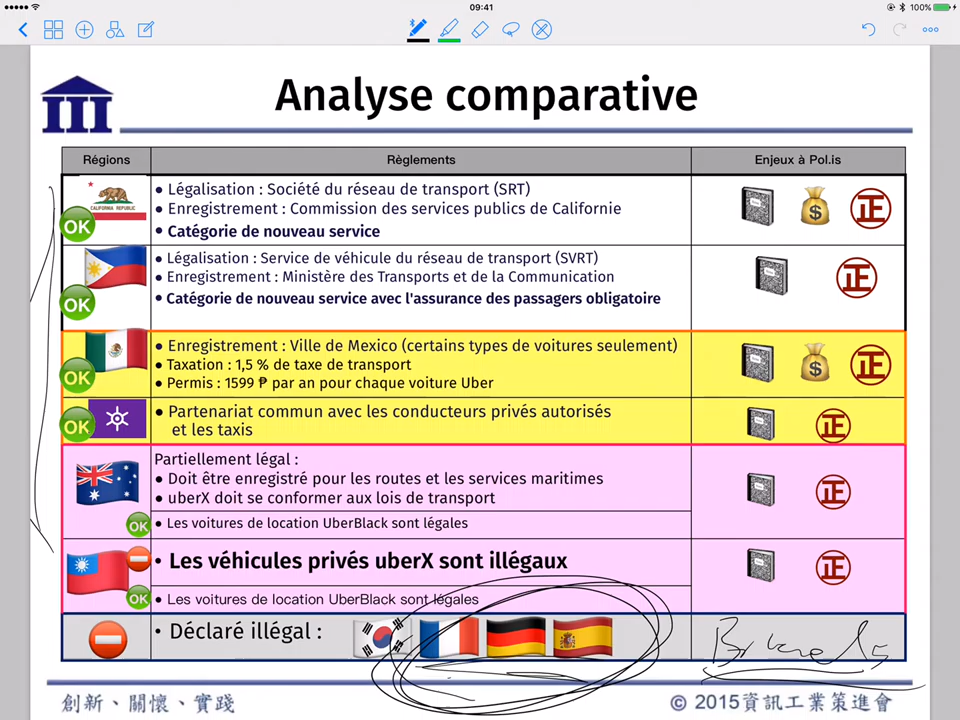 09:41
100%
Analyse comparative
Régions
Règlements
Enjeux à Pol.is
CALIFORNIA REPUBLIC
OK
• Légalisation : Société du réseau de transport (SRT)
• Enregistrement : Commission des services publics de Californie
• Catégorie de nouveau service
正
OK
• Légalisation : Service de véhicule du réseau de transport (SVRT)
• Enregistrement : Ministère des Transports et de la Communication
• Catégorie de nouveau service avec l'assurance des passagers obligatoire
正
OK
• Enregistrement : Ville de Mexico (certains types de voitures seulement)
• Taxation : 1,5 % de taxe de transport
• Permis : 1599 ₱ par an pour chaque voiture Uber
$
正
OK
• Partenariat commun avec les conducteurs privés autorisés
et les taxis
正
Partiellement légal :
• Doit être enregistré pour les routes et les services maritimes
• uberX doit se conformer aux lois de transport
正
OK
• Les voitures de location UberBlack sont légales
• Les véhicules privés uberX sont illégaux
正
OK
• Les voitures de location UberBlack sont légales
• Déclaré illégal :
創新、關懷、實踐
© 2015資訊工業策進會